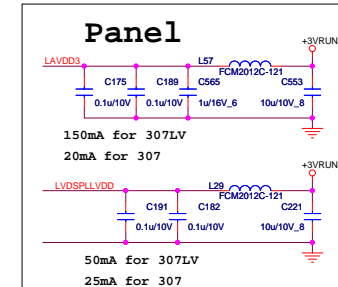 Panel
+3VRUN
LAVDD3
L57
FCM2012C-121
C175
C189
C565
C553
0.1u/10V
0.1u/10V
1u/16V_6
10u/10V_8
150mA for 307LV
20mA for 307
+3VRUN
LVDSPLLVDD
L29
FCM2012C-121
C191
C182
C221
0.1u/10V
0.1u/10V
10u/10V_8
50mA for 307LV
25mA for 307